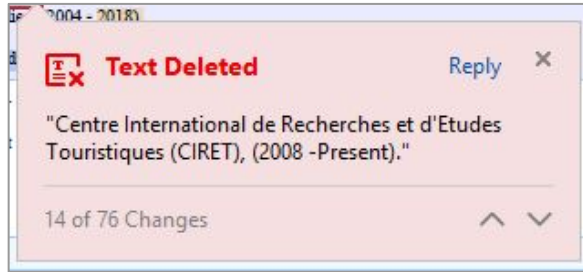 2004 - 2018)
Text Deleted Reply
"Centre International de Recherches et d'Etudes
Touristiques (CIRET), (2008 -Present)."
14 of 76 Changes